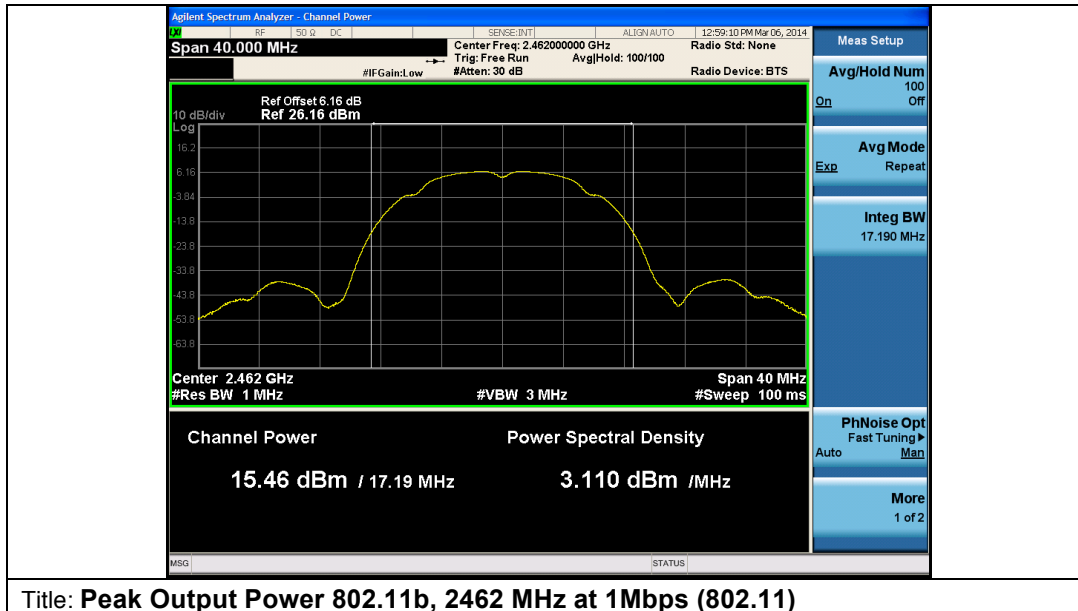 Agilent Spectrum Analyzer - Channel Power
LXI RF 50 Ω DC SENSE:INT ALIGN AUTO 12:59:10 PM Mar 06, 2014
Span 40.000 MHz
Center Freq: 2.462000000 GHz
Radio Std: None
Trig: Free Run Avg|Hold: 100/100
#IFGain:Low #Atten: 30 dB
Radio Device: BTS
Ref Offset 6.16 dB
10 dB/div Ref 26.16 dBm
Log
16.2
6.16
-3.84
-13.8
-23.8
-33.8
-43.8
-53.8
-63.8
Center 2.462 GHz
Span 40 MHz
#Res BW 1 MHz
#VBW 3 MHz
#Sweep 100 ms
Channel Power
Power Spectral Density
15.46 dBm / 17.19 MHz
3.110 dBm /MHz
MSG
STATUS
Meas Setup
Avg/Hold Num
100
On Off
Avg Mode
Exp Repeat
Integ BW
17.190 MHz
PhNoise Opt
Fast Tuning
Auto Man
More
1 of 2
Title: Peak Output Power 802.11b, 2462 MHz at 1Mbps (802.11)